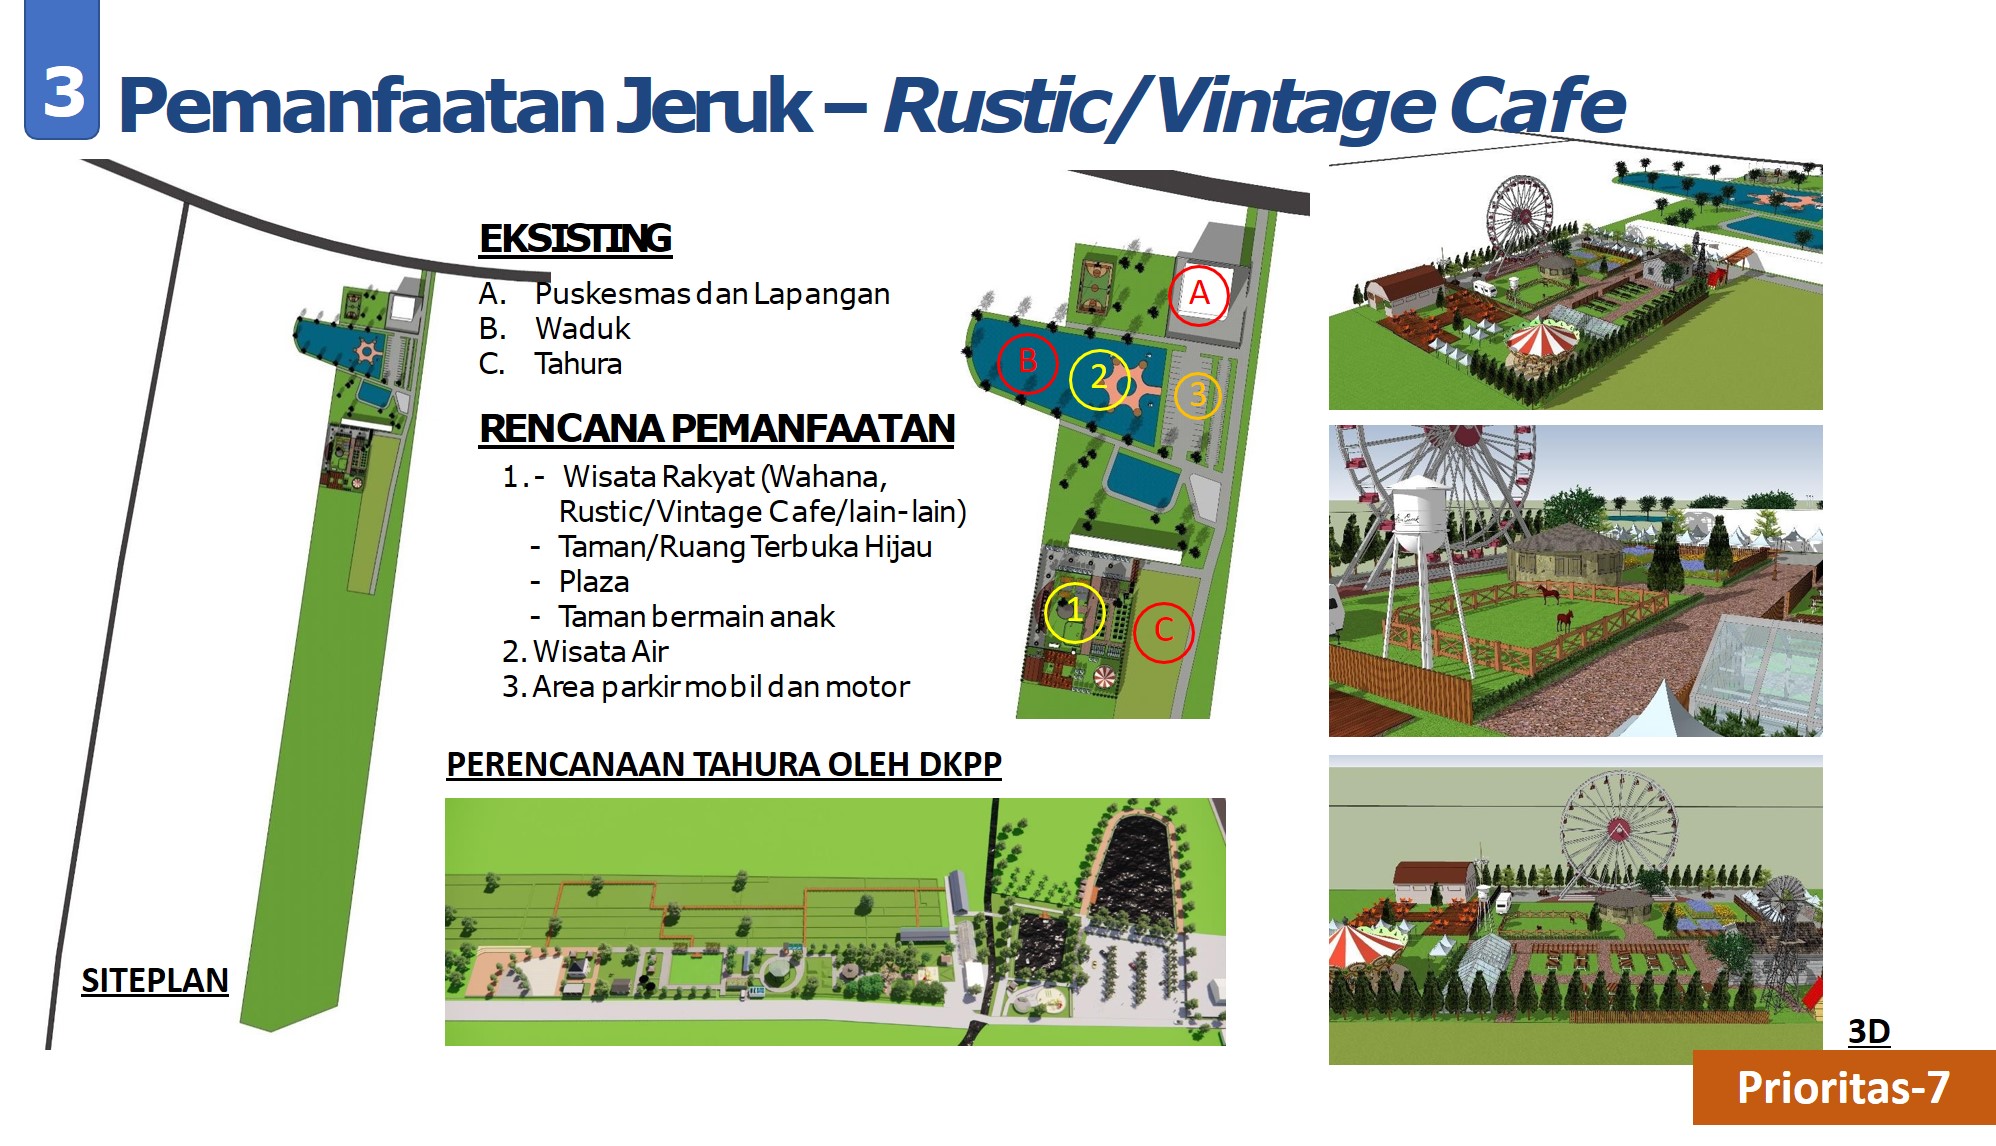 3
Pemanfaatan Jeruk – Rustic/Vintage Cafe
EKSISTING
A. Puskesmas dan Lapangan
B. Waduk
C. Tahura
RENCANA PEMANFAATAN
1. - Wisata Rakyat (Wahana,
Rustic/Vintage Cafe/lain-lain)
- Taman/Ruang Terbuka Hijau
- Plaza
- Taman bermain anak
2. Wisata Air
3. Area parkir mobil dan motor
A
B
2
3
1
C
PERENCANAAN TAHURA OLEH DKPP
SITEPLAN
3D
Prioritas-7